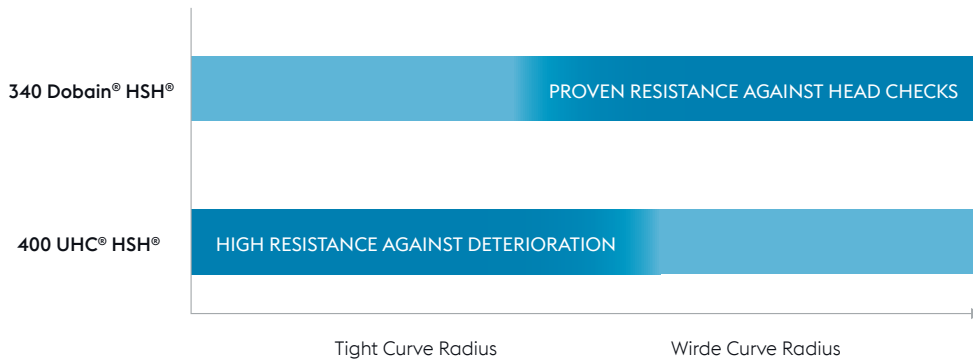 340 Dobain® HSH®
PROVEN RESISTANCE AGAINST HEAD CHECKS
400 UHC® HSH®
HIGH RESISTANCE AGAINST DETERIORATION
Tight Curve Radius
Wirde Curve Radius